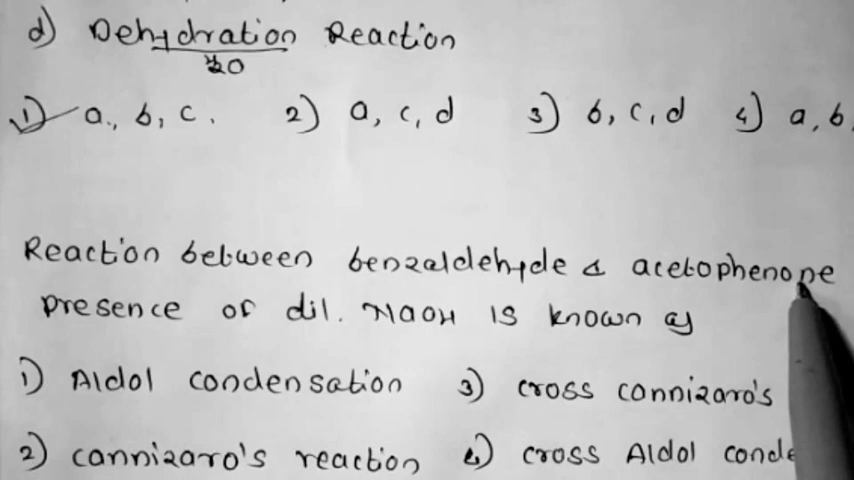 d) Dehydration Reaction
H2O
1) a, b, c. 2) a, c, d 3) b, c, d 4) a, b,
Reaction between benzaldehyde & acetophenone
presence of dil. NaOH is known as
1) Aldol condensation 3) cross cannizaro's
2) cannizaro's reaction 4) cross Aldol conde